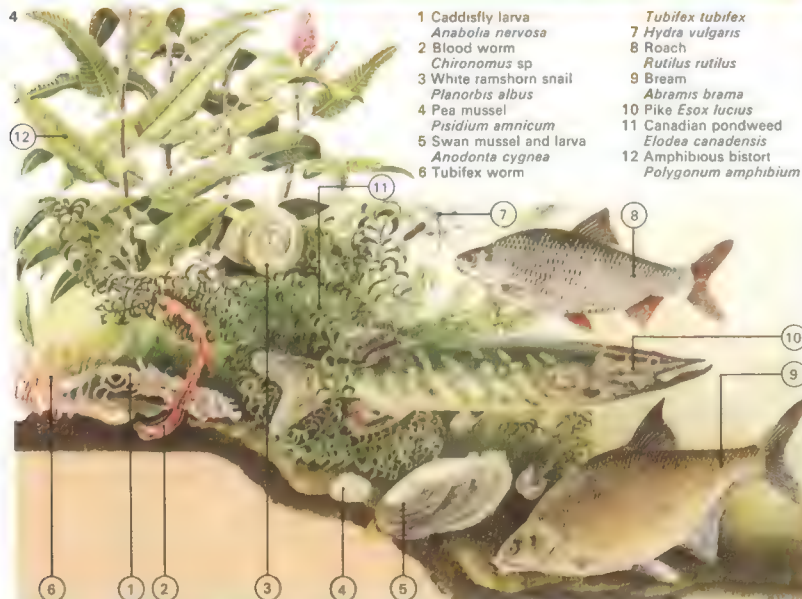 4
1 Caddisfly larva
Anabolia nervosa
2 Blood worm
Chironomus sp
3 White ramshorn snail
Planorbis albus
4 Pea mussel
Pisidium amnicum
5 Swan mussel and larva
Anodonta cygnea
6 Tubifex worm
Tubifex tubifex
7 Hydra vulgaris
8 Roach
Rutilus rutilus
9 Bream
Abramis brama
10 Pike Esox lucius
11 Canadian pondweed
Elodea canadensis
12 Amphibious bistort
Polygonum amphibium
12
11
7
8
10
9
6
1
2
3
4
5